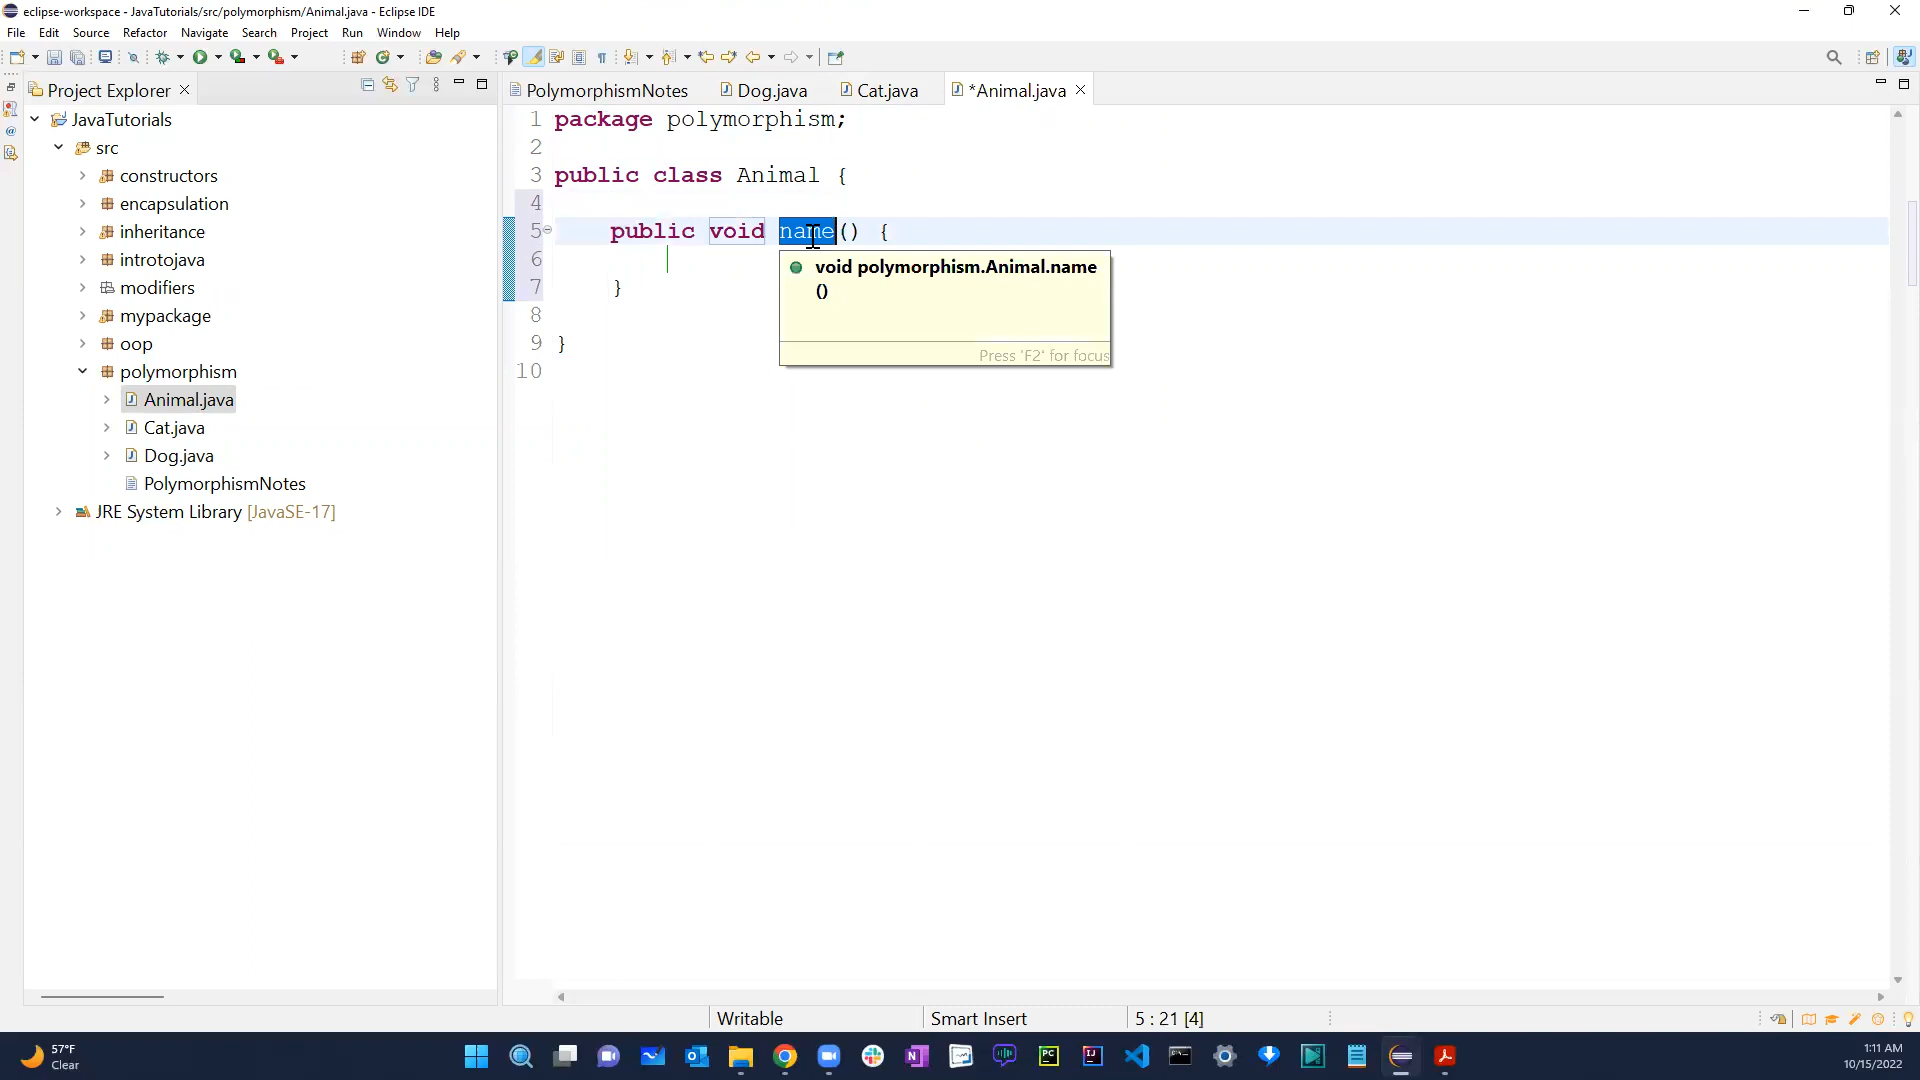 eclipse-workspace - JavaTutorials/src/polymorphism/Animal.java - Eclipse IDE
File Edit Source Refactor Navigate Search Project Run Window Help
Project Explorer
PolymorphismNotes Dog.java Cat.java *Animal.java
JavaTutorials
src
constructors
encapsulation
inheritance
introtojava
modifiers
mypackage
oop
polymorphism
Animal.java
Cat.java
Dog.java
PolymorphismNotes
JRE System Library [JavaSE-17]
1 package polymorphism;
2
3 public class Animal {
4
5 public void name() {
6
7 }
8
9 }
10
void polymorphism.Animal.name
()
Press 'F2' for focus
Writable Smart Insert 5 : 21 [4]
57°F
Clear
1:11 AM
10/15/2022